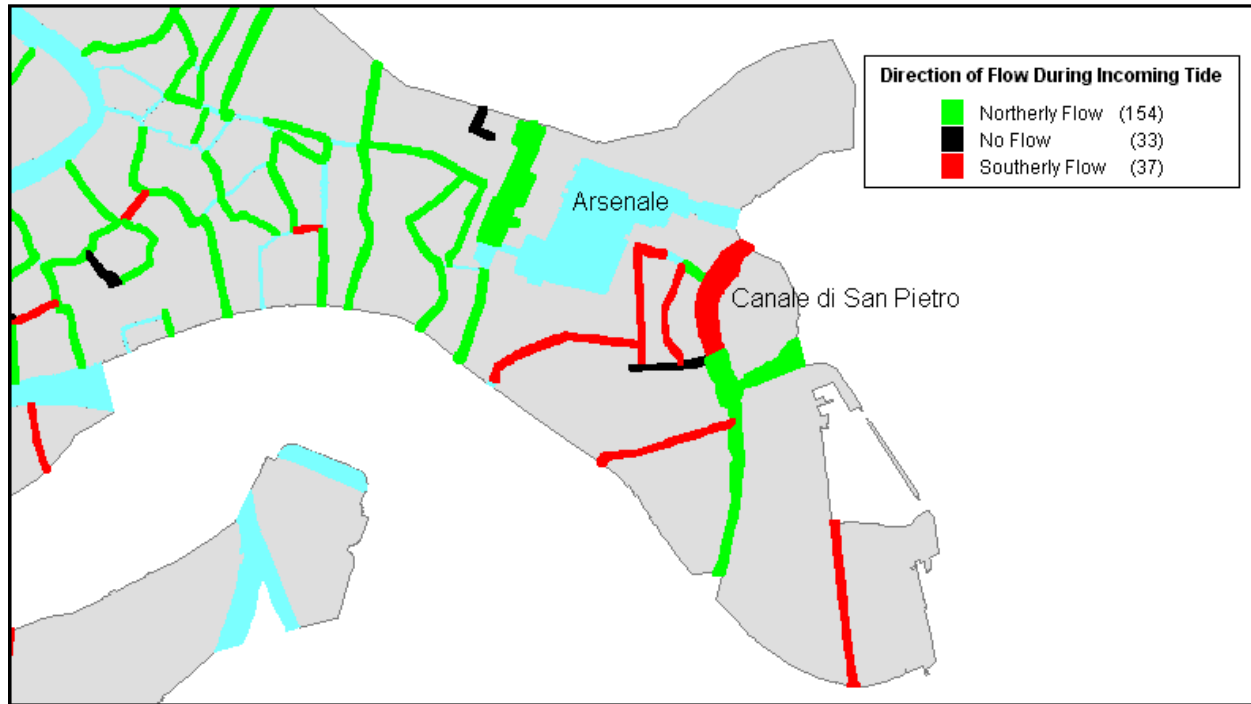 Direction of Flow During Incoming Tide
Northerly Flow (154)
No Flow (33)
Southerly Flow (37)
Arsenale
Canale di San Pietro